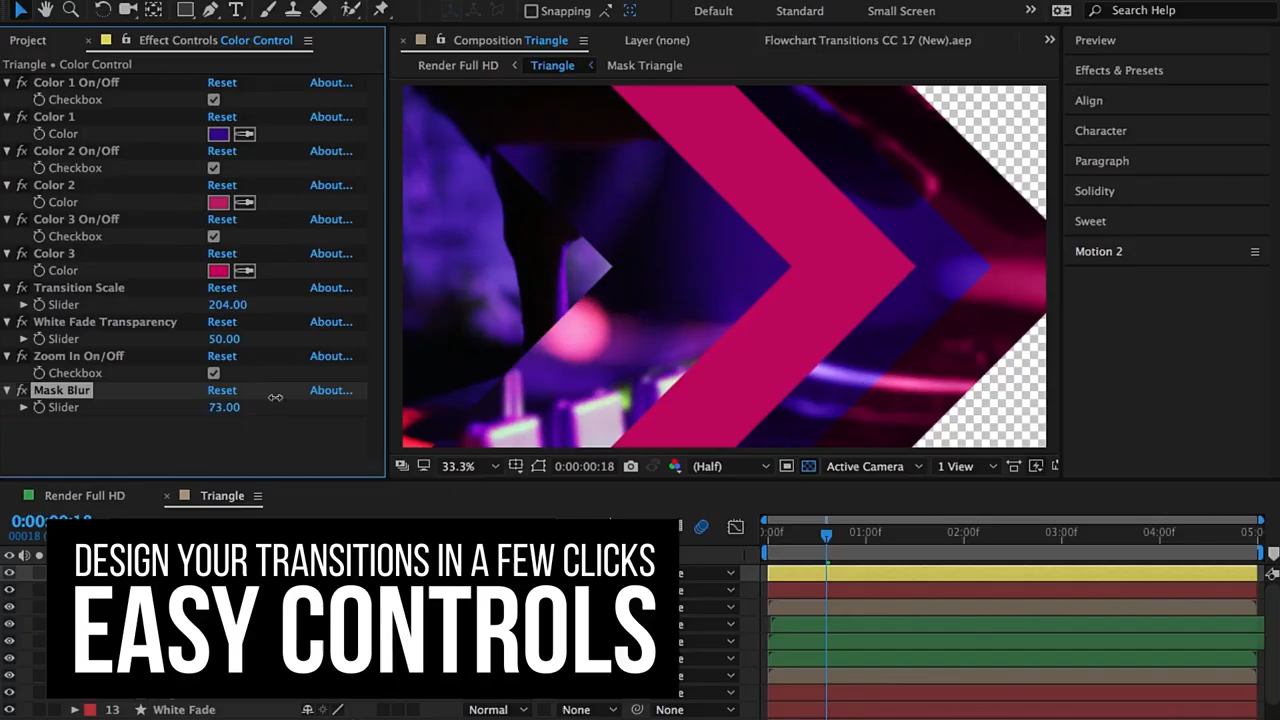 Snapping
Default
Standard
Small Screen
Search Help
Project
Effect Controls Color Control
Composition Triangle
Layer (none)
Flowchart Transitions CC 17 (New).aep
Preview
Triangle • Color Control
Render Full HD
Triangle
Mask Triangle
Effects & Presets
Color 1 On/Off Reset About...
Checkbox
Color 1 Reset About...
Color
Color 2 On/Off Reset About...
Checkbox
Color 2 Reset About...
Color
Color 3 On/Off Reset About...
Checkbox
Color 3 Reset About...
Color
Transition Scale Reset About...
Slider 204.00
White Fade Transparency Reset About...
Slider 50.00
Zoom In On/Off Reset About...
Checkbox
Mask Blur Reset About...
Slider 73.00
Align
Character
Paragraph
Solidity
Sweet
Motion 2
33.3%
0:00:00:18
(Half)
Active Camera
1 View
Render Full HD
Triangle
0:00:00:18
00018
:00f 01:00f 02:00f 03:00f 04:00f 05:0
DESIGN YOUR TRANSITIONS IN A FEW CLICKS
EASY CONTROLS
13 White Fade Normal None None